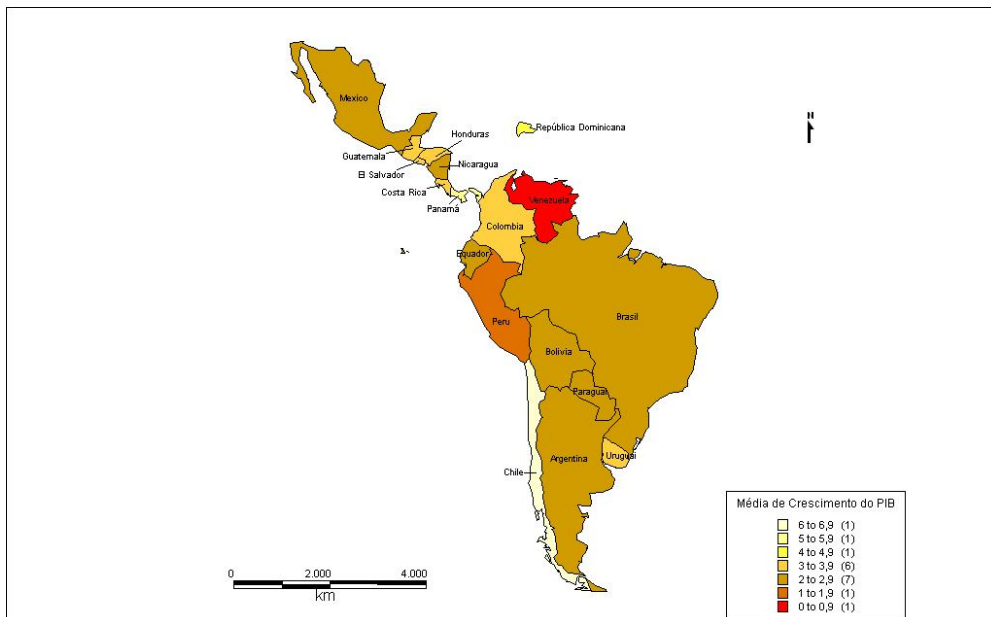 Mexico
N
República Dominicana
Honduras
Guatemala
Nicaragua
El Salvador
Costa Rica
Panamá
Venezuela
Colombia
Equador
Brasil
Peru
Bolivia
Paraguai
Uruguai
Argentina
Chile
0 2.000 4.000
km
Média de Crescimento do PIB
6 to 6,9 (1)
5 to 5,9 (1)
4 to 4,9 (1)
3 to 3,9 (6)
2 to 2,9 (7)
1 to 1,9 (1)
0 to 0,9 (1)